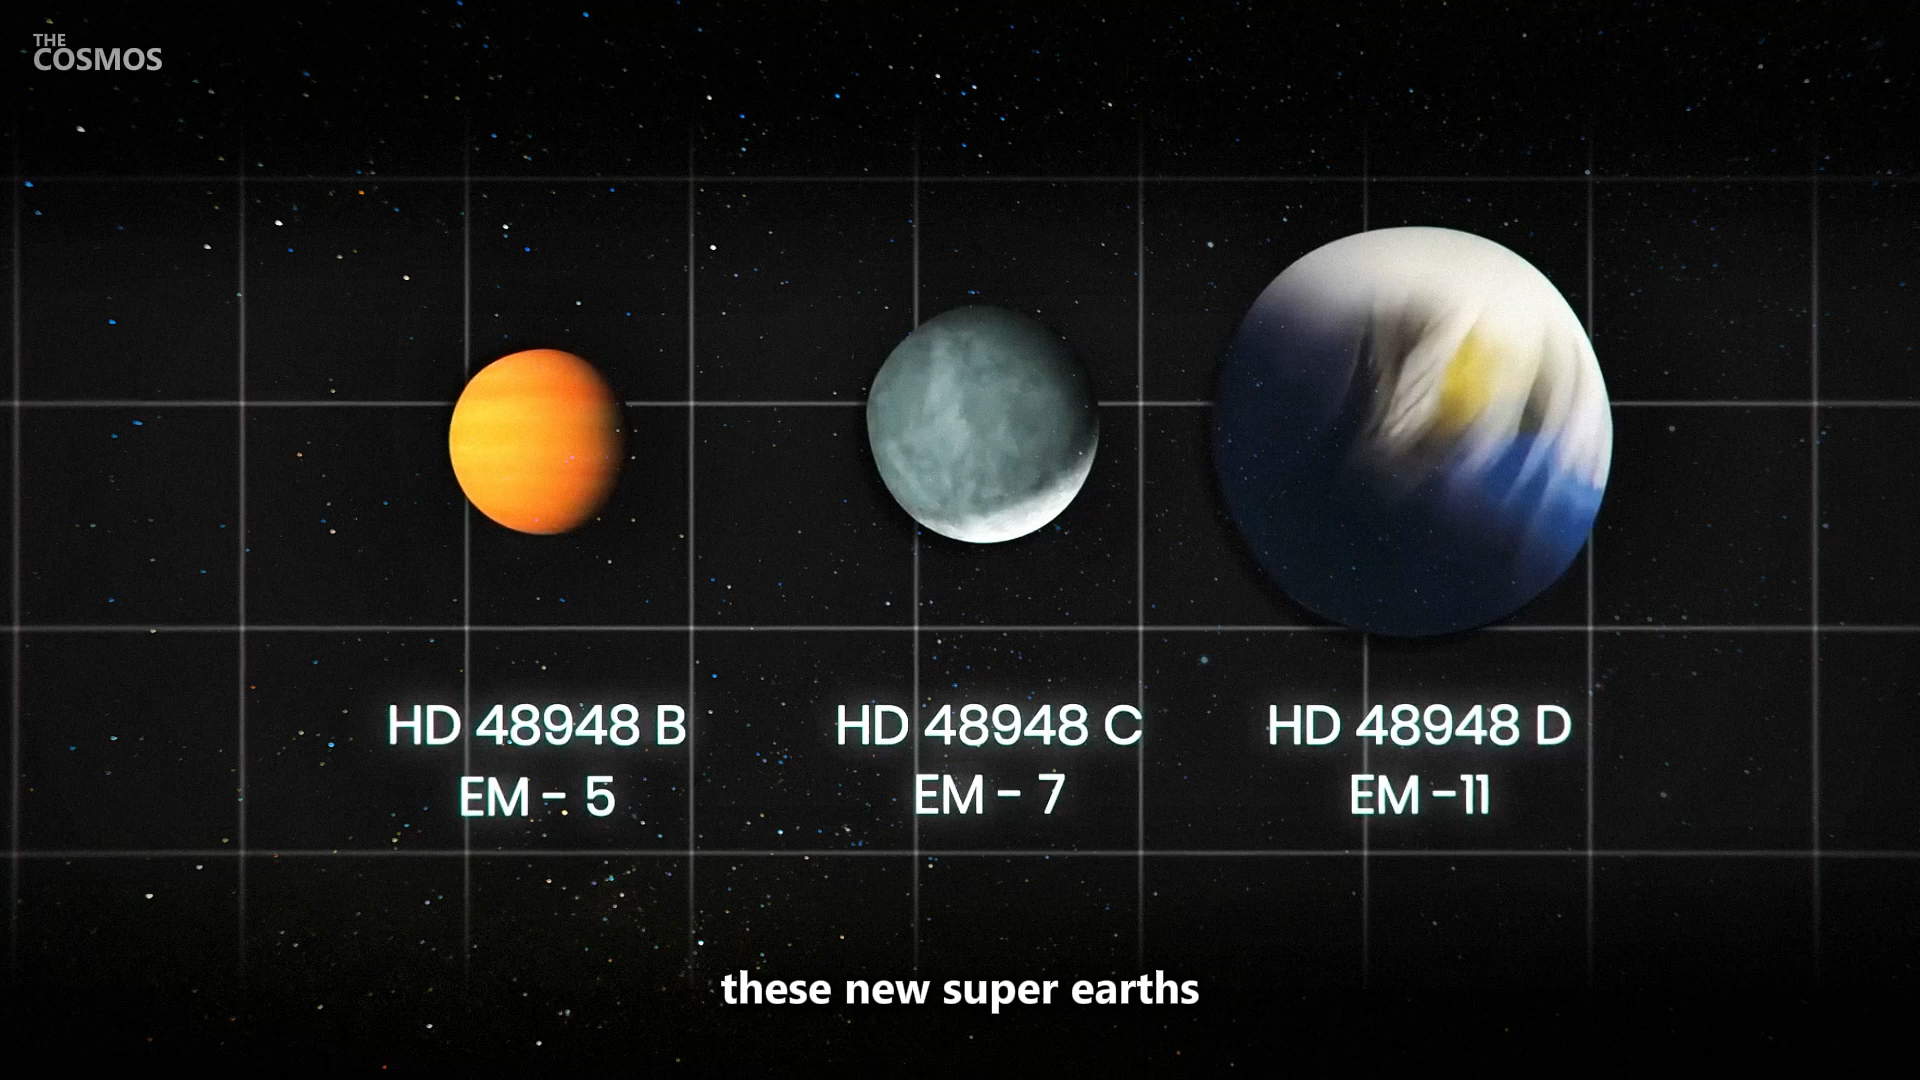 THE
COSMOS
HD 48948 B
EM - 5
HD 48948 C
EM - 7
HD 48948 D
EM -11
these new super earths